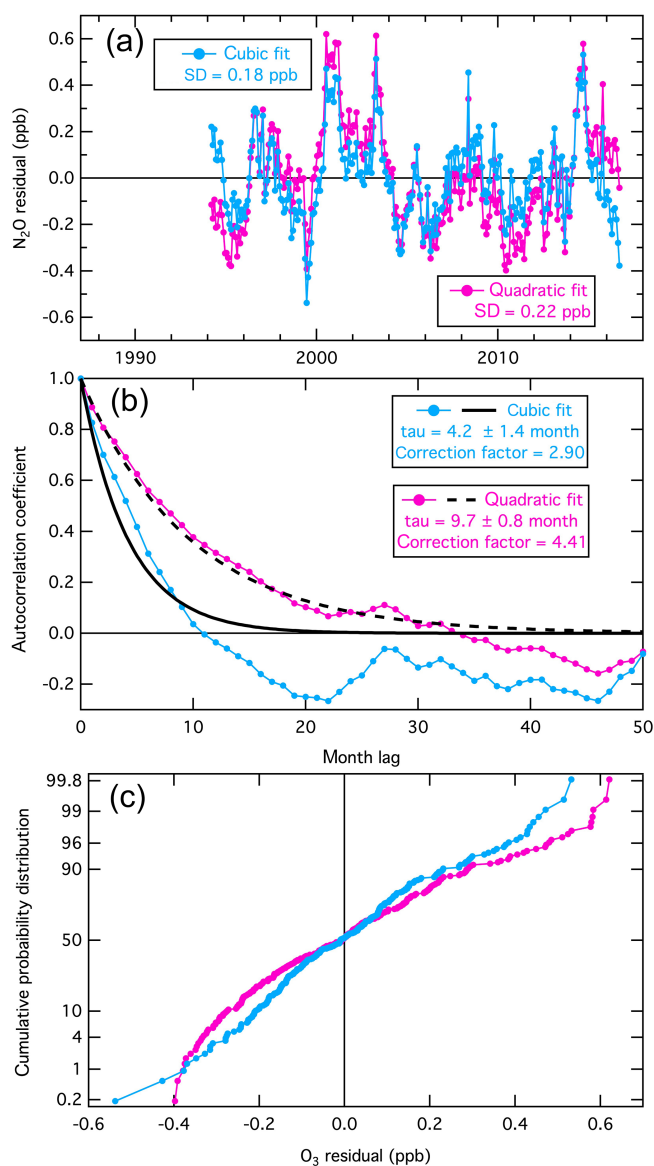 (a)
0.6
0.4
0.2
0.0
-0.2
-0.4
-0.6
N2O residual (ppb)
Cubic fit
SD = 0.18 ppb
Quadratic fit
SD = 0.22 ppb
1990
2000
2010
(b)
1.0
0.8
0.6
0.4
0.2
0.0
-0.2
Autocorrelation coefficient
Cubic fit
tau = 4.2 ± 1.4 month
Correction factor = 2.90
Quadratic fit
tau = 9.7 ± 0.8 month
Correction factor = 4.41
0
10
20
30
40
50
Month lag
(c)
99.8
99
96
90
50
10
4
1
0.2
Cumulative probaibility distribution
-0.6
-0.4
-0.2
0.0
0.2
0.4
0.6
O3 residual (ppb)